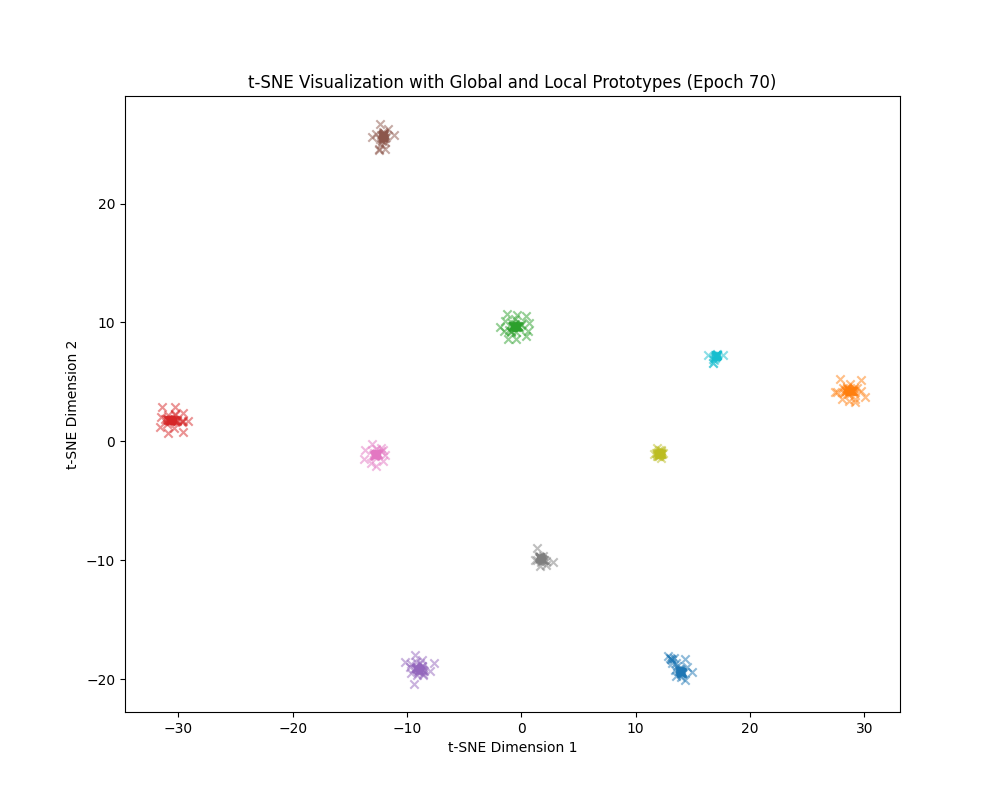 t-SNE Visualization with Global and Local Prototypes (Epoch 70)
20
10
0
−10
−20
t-SNE Dimension 2
−30 −20 −10 0 10 20 30
t-SNE Dimension 1